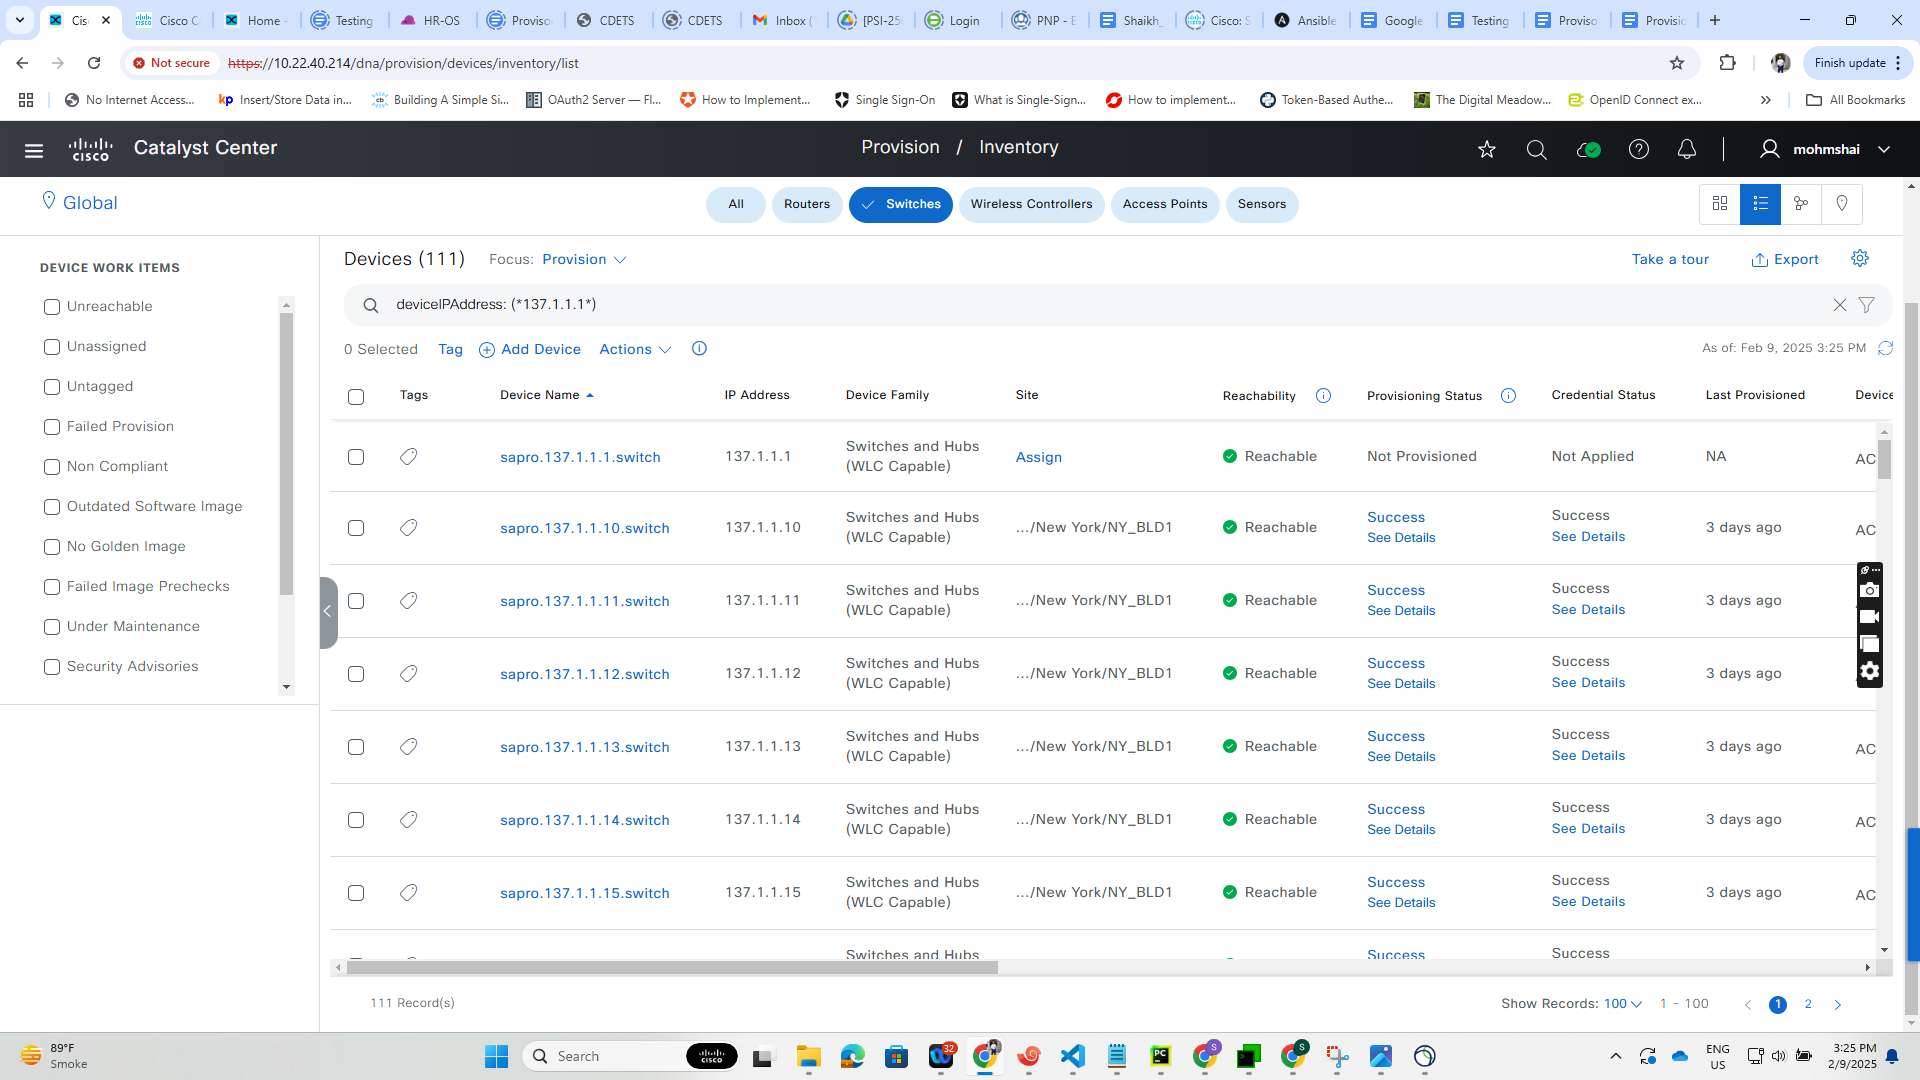 Cisc
Cisco C
Home -
Testing
HR-OS
Proviso
CDETS
CDETS
Inbox (
[PSI-25
Login
PNP - E
Shaikh_
Cisco: S
Ansible
Google
Testing
Proviso
Provisio
Not secure
https://10.22.40.214/dna/provision/devices/inventory/list
Finish update
No Internet Access...
Insert/Store Data in...
Building A Simple Si...
OAuth2 Server — Fl...
How to Implement...
Single Sign-On
What is Single-Sign...
How to implement...
Token-Based Authe...
The Digital Meadow...
OpenID Connect ex...
All Bookmarks
CISCO
Catalyst Center
Provision / Inventory
mohmshai
Global
All
Routers
Switches
Wireless Controllers
Access Points
Sensors
DEVICE WORK ITEMS
Unreachable
Unassigned
Untagged
Failed Provision
Non Compliant
Outdated Software Image
No Golden Image
Failed Image Prechecks
Under Maintenance
Security Advisories
Devices (111)
Focus: Provision
Take a tour
Export
deviceIPAddress: (*137.1.1.1*)
0 Selected
Tag
Add Device
Actions
As of: Feb 9, 2025 3:25 PM
Tags Device Name IP Address Device Family Site Reachability Provisioning Status Credential Status Last Provisioned Device
sapro.137.1.1.1.switch 137.1.1.1 Switches and Hubs Assign Reachable Not Provisioned Not Applied NA AC
(WLC Capable)
sapro.137.1.1.10.switch 137.1.1.10 Switches and Hubs .../New York/NY_BLD1 Reachable Success Success 3 days ago AC
(WLC Capable) See Details See Details
sapro.137.1.1.11.switch 137.1.1.11 Switches and Hubs .../New York/NY_BLD1 Reachable Success Success 3 days ago
(WLC Capable) See Details See Details
sapro.137.1.1.12.switch 137.1.1.12 Switches and Hubs .../New York/NY_BLD1 Reachable Success Success 3 days ago
(WLC Capable) See Details See Details
sapro.137.1.1.13.switch 137.1.1.13 Switches and Hubs .../New York/NY_BLD1 Reachable Success Success 3 days ago AC
(WLC Capable) See Details See Details
sapro.137.1.1.14.switch 137.1.1.14 Switches and Hubs .../New York/NY_BLD1 Reachable Success Success 3 days ago AC
(WLC Capable) See Details See Details
sapro.137.1.1.15.switch 137.1.1.15 Switches and Hubs .../New York/NY_BLD1 Reachable Success Success 3 days ago AC
(WLC Capable) See Details See Details
Switches and Hubs Success Success
111 Record(s)
Show Records: 100 1 - 100 1 2
89°F
Smoke
Search
CISCO
32
PC
S
S
ENG
US
3:25 PM
2/9/2025